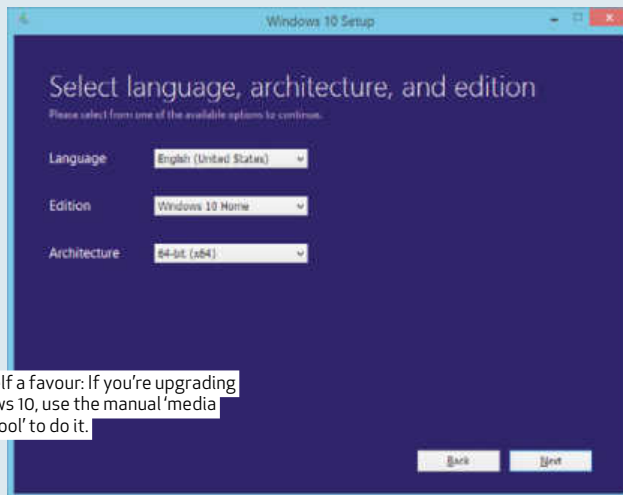 Windows 10 Setup
Select language, architecture, and edition
Please select from one of the available options to continue.
Language
English (United States)
Edition
Windows 10 Home
Architecture
64-bit (x64)
lf a favour: If you're upgrading
ws 10, use the manual 'media
ool' to do it.
Back
Next